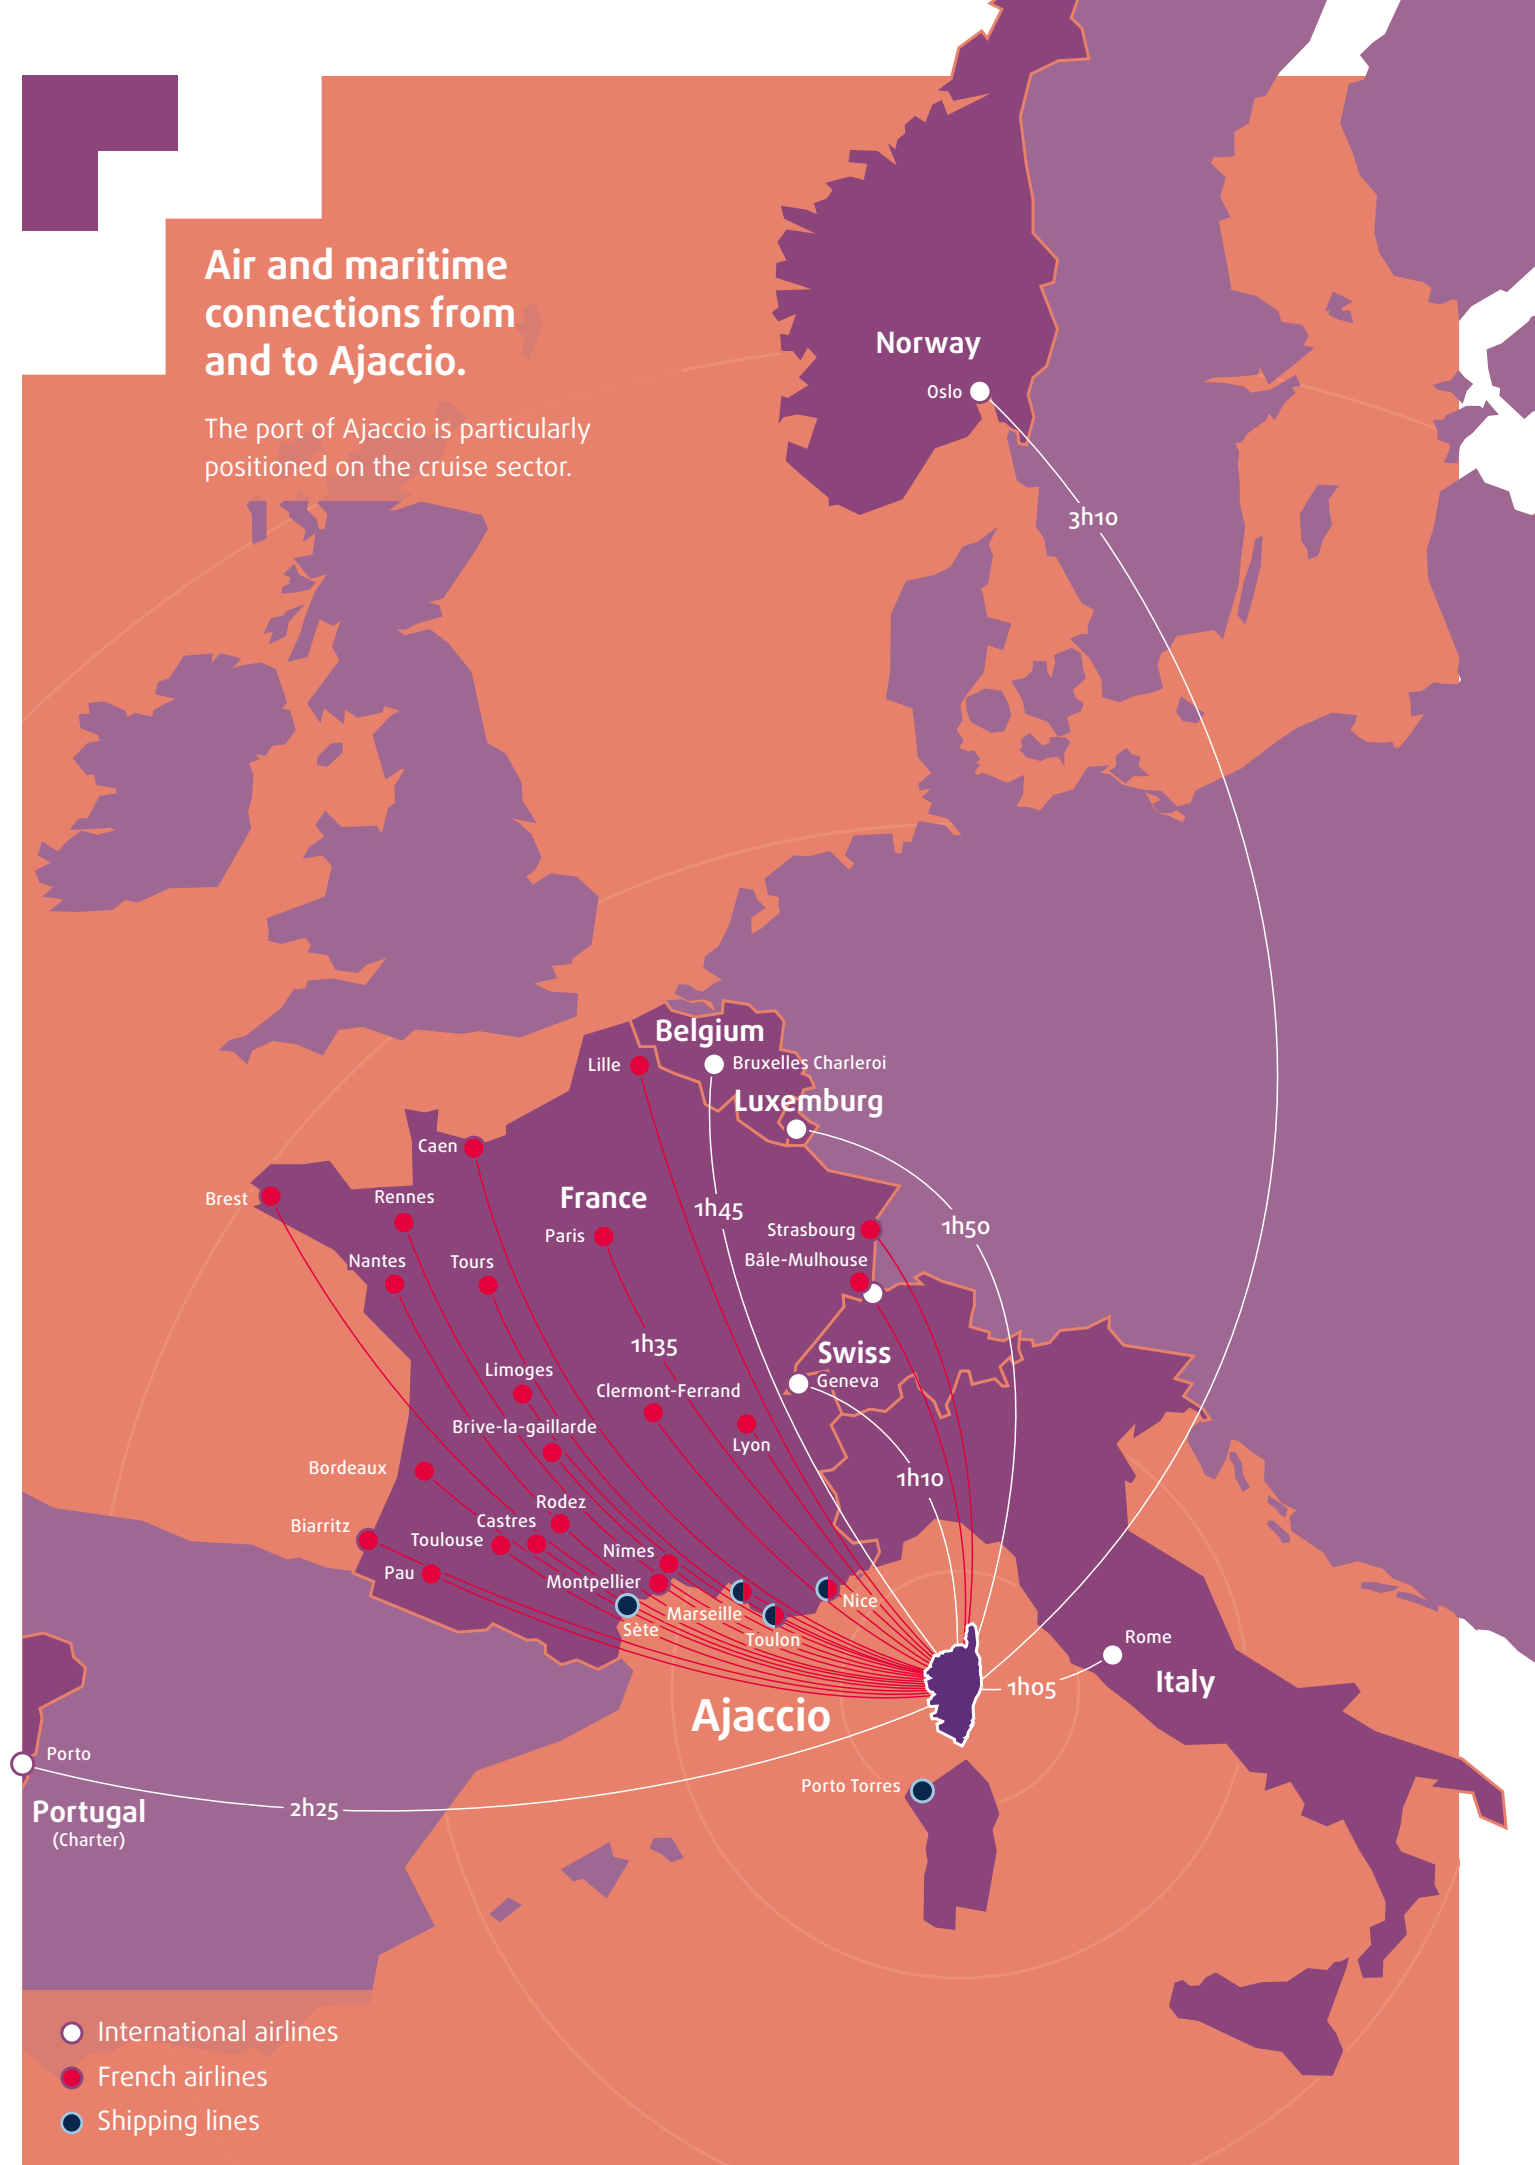 Air and maritime
connections from
and to Ajaccio.
The port of Ajaccio is particularly
positioned on the cruise sector.
Norway
Oslo
3h10
Belgium
Lille
Bruxelles Charleroi
Luxemburg
Caen
Brest
Rennes
France
1h45
Strasbourg
1h50
Paris
Nantes
Tours
Bâle-Mulhouse
1h35
Swiss
Limoges
Geneva
Clermont-Ferrand
Brive-la-gaillarde
Lyon
Bordeaux
1h10
Rodez
Biarritz
Castres
Toulouse
Nîmes
Pau
Montpellier
Nice
Marseille
Sète
Toulon
Rome
Italy
1h05
Ajaccio
Porto
Porto Torres
Portugal
(Charter)
2h25
International airlines
French airlines
Shipping lines